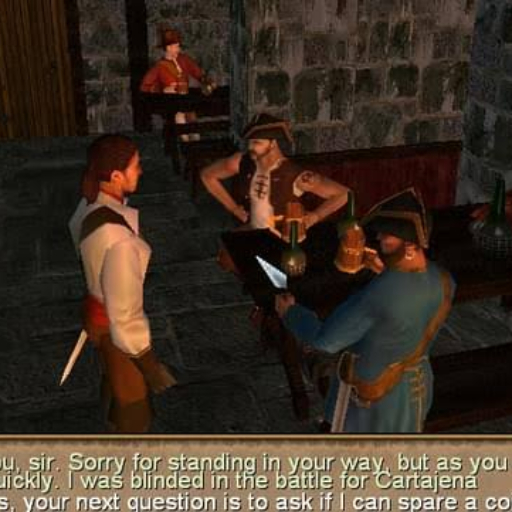 ou, sir. Sorry for standing in your way, but as you
uickly. I was blinded in the battle for Cartajena
s, your next question is to ask if I can spare a co